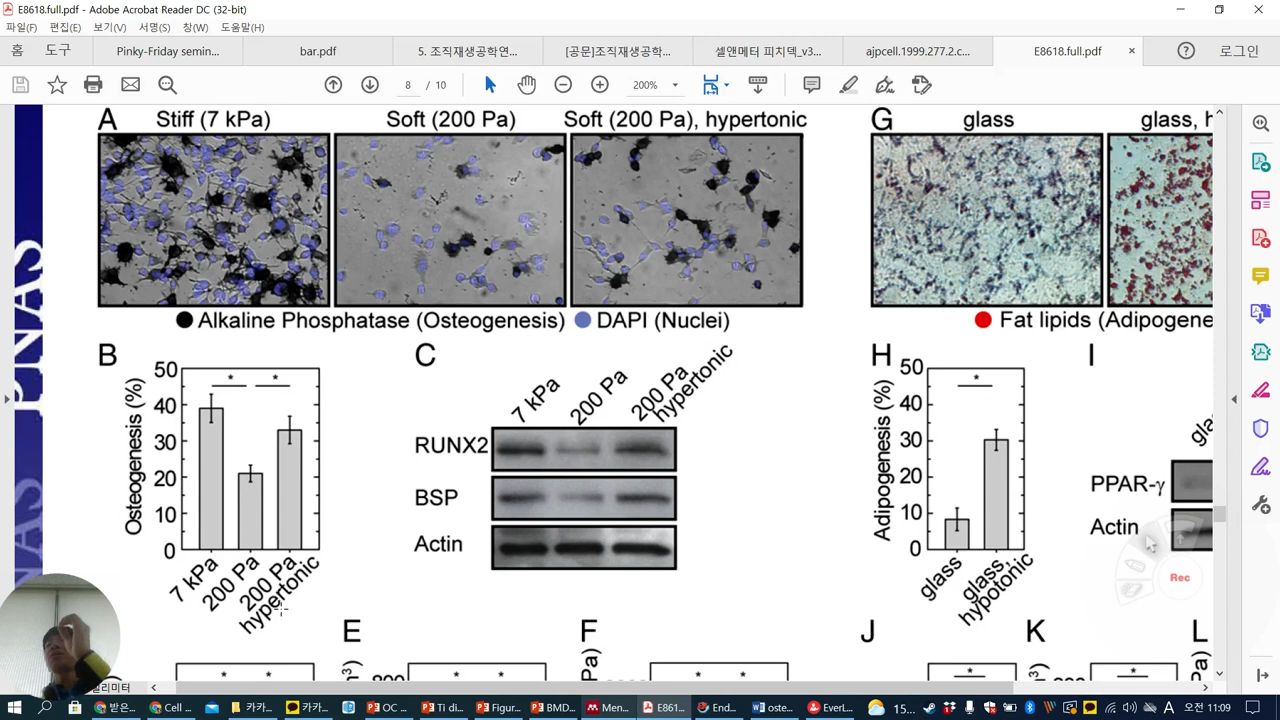 E8618.full.pdf - Adobe Acrobat Reader DC (32-bit)
파일(F) 편집(E) 보기(V) 서명(S) 창(W) 도움말(H)
홈 도구 Pinky-Friday semin... bar.pdf 5. 조직재생공학연... [공문]조직재생공학... 셀앤메터 피치덱_v3... ajpcell.1999.277.2.c... E8618.full.pdf × ? 로그인
8 / 10 200%
PNAS
PNAS
A Stiff (7 kPa) Soft (200 Pa) Soft (200 Pa), hypertonic
Alkaline Phosphatase (Osteogenesis) DAPI (Nuclei)
G glass glass, h
Fat lipids (Adipogene
B
Osteogenesis (%)
50
40
30
20
10
0
*
*
7 kPa
200 Pa
200 Pa
hypertonic
C
7 kPa
200 Pa
200 Pa
hypertonic
RUNX2
BSP
Actin
H
Adipogenesis (%)
50
40
30
20
10
0
*
glass
glass
hypotonic
I
PPAR-γ
Actin
Rec
E F J K L
* * * * * * * *
Pa)
오전 11:09